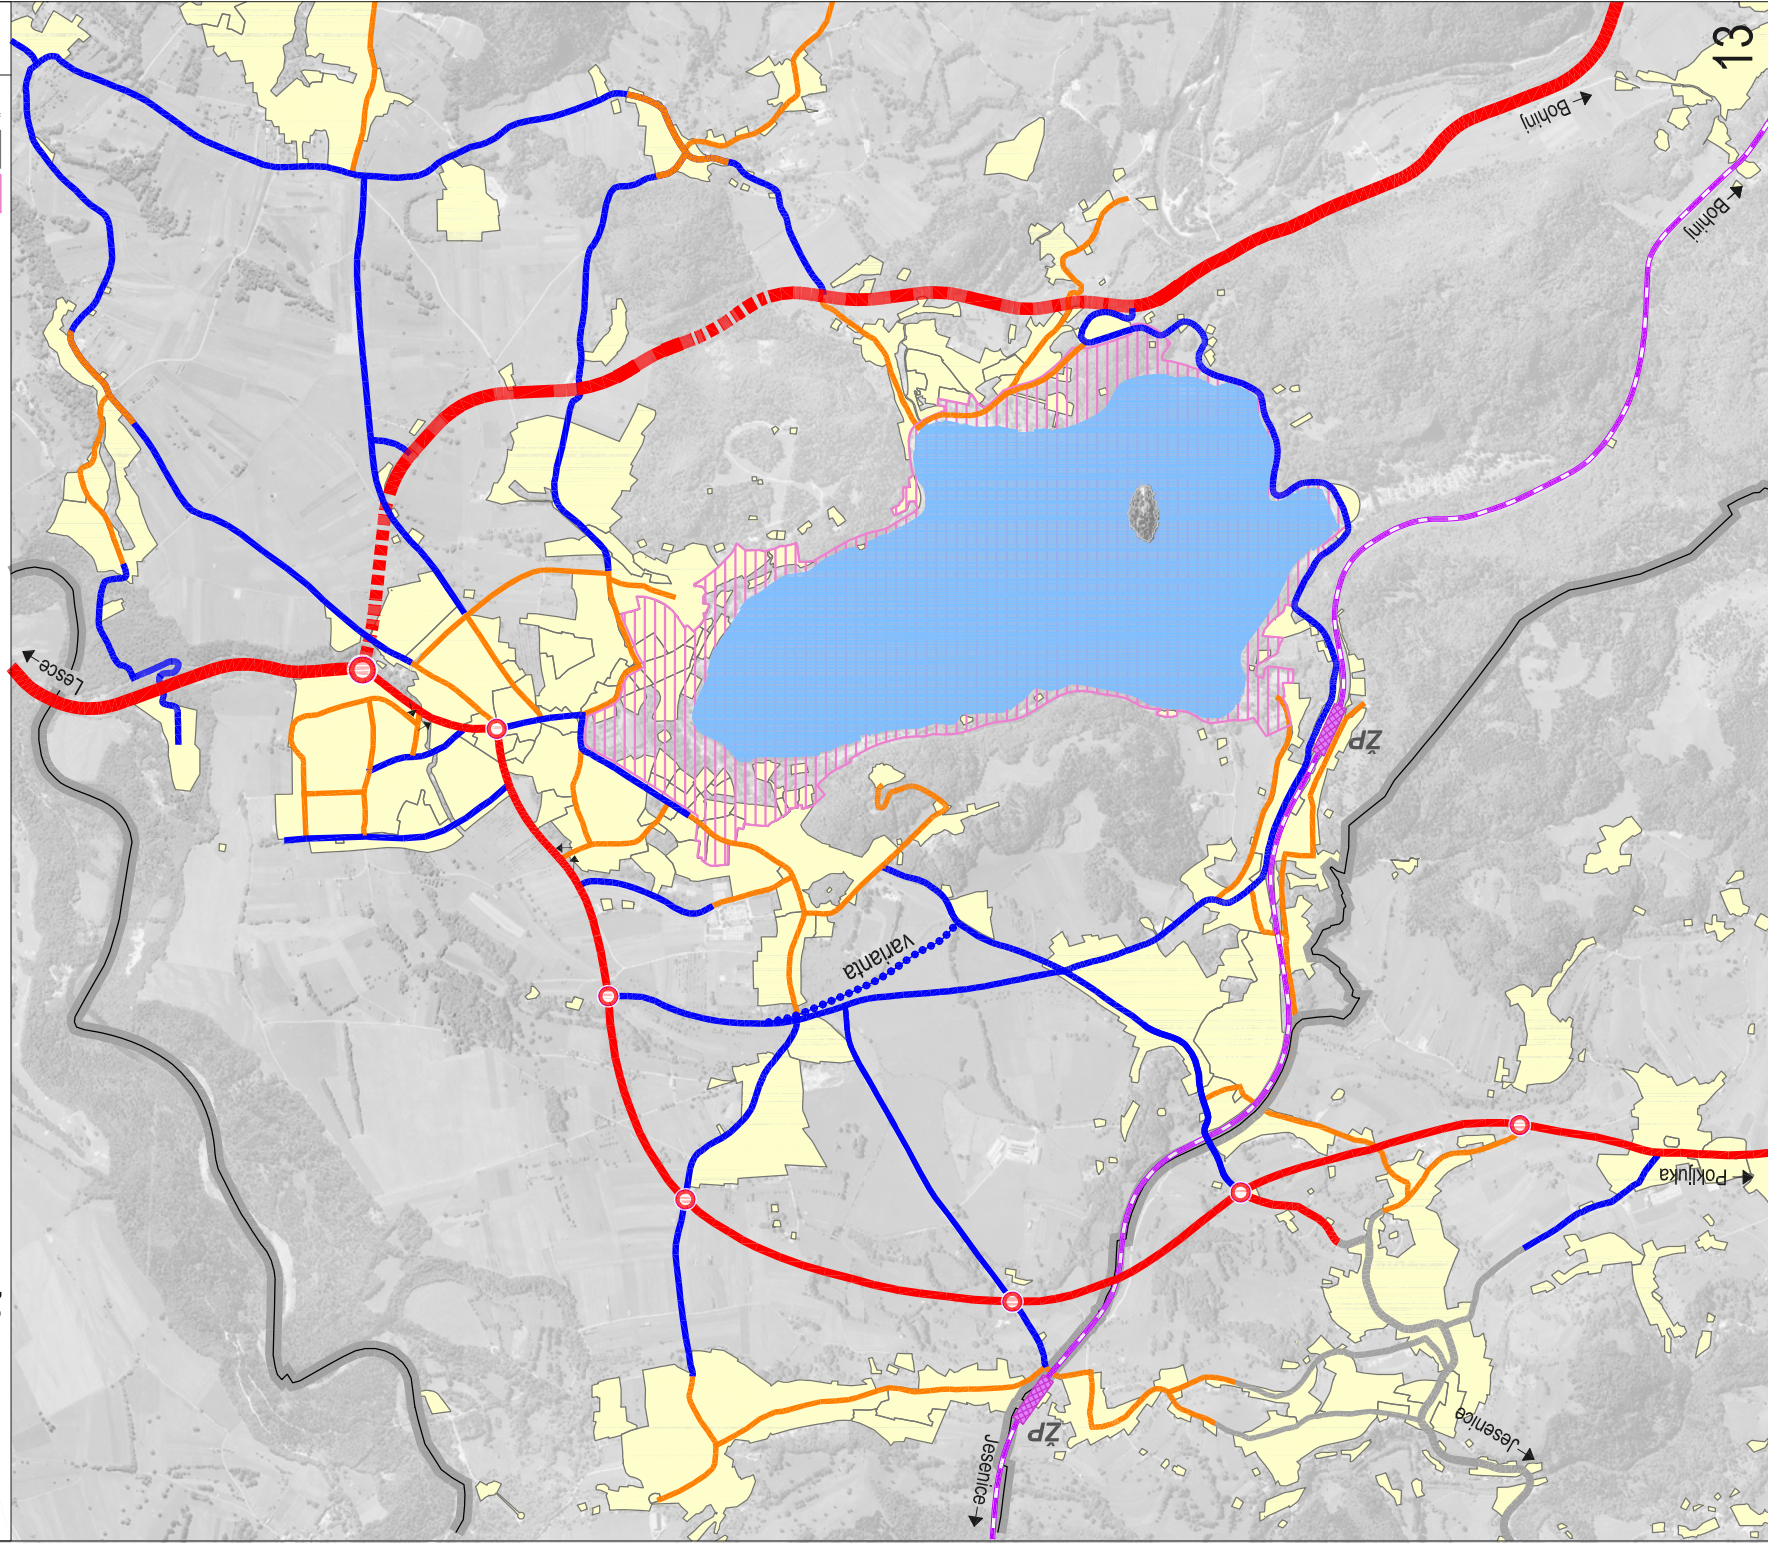 13
Bohinj
Bohinj
Lesce
ŽP
varianta
Pokljuka
Jesenice
ŽP
Jesenice